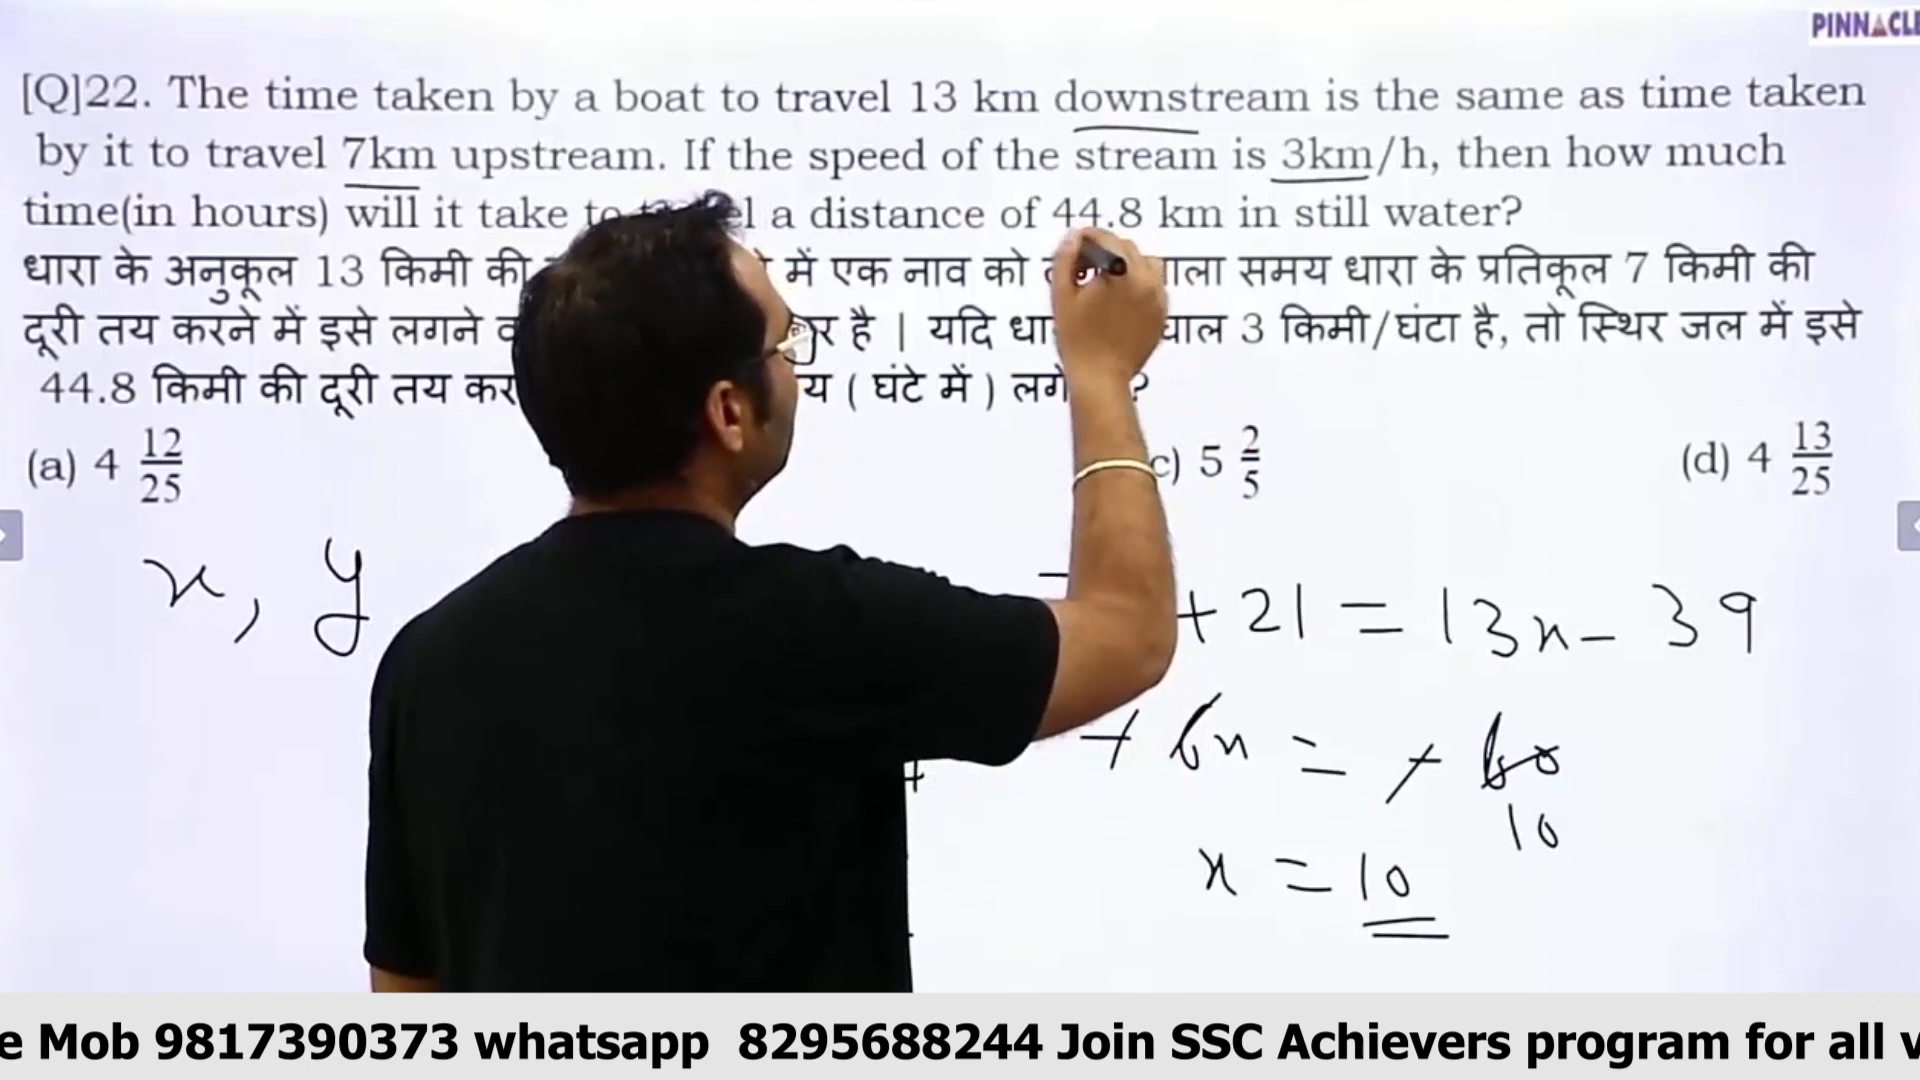 PINNACLE
[Q]22. The time taken by a boat to travel 13 km downstream is the same as time taken
by it to travel 7km upstream. If the speed of the stream is 3km/h, then how much
time(in hours) will it take to a distance of 44.8 km in still water?
धारा के अनुकूल 13 किमी की में एक नाव को समय धारा के प्रतिकूल 7 किमी की
दूरी तय करने में इसे लगने है | यदि 3 किमी/घंटा है, तो स्थिर जल में इसे
44.8 किमी की दूरी तय ( घंटे में ) ?
(a) 4 12/25 c) 5 2/5 (d) 4 13/25
x, y
+ 21 = 13x - 39
+ 6x = + 60
10
x = 10
e Mob 9817390373 whatsapp 8295688244 Join SSC Achievers program for all v